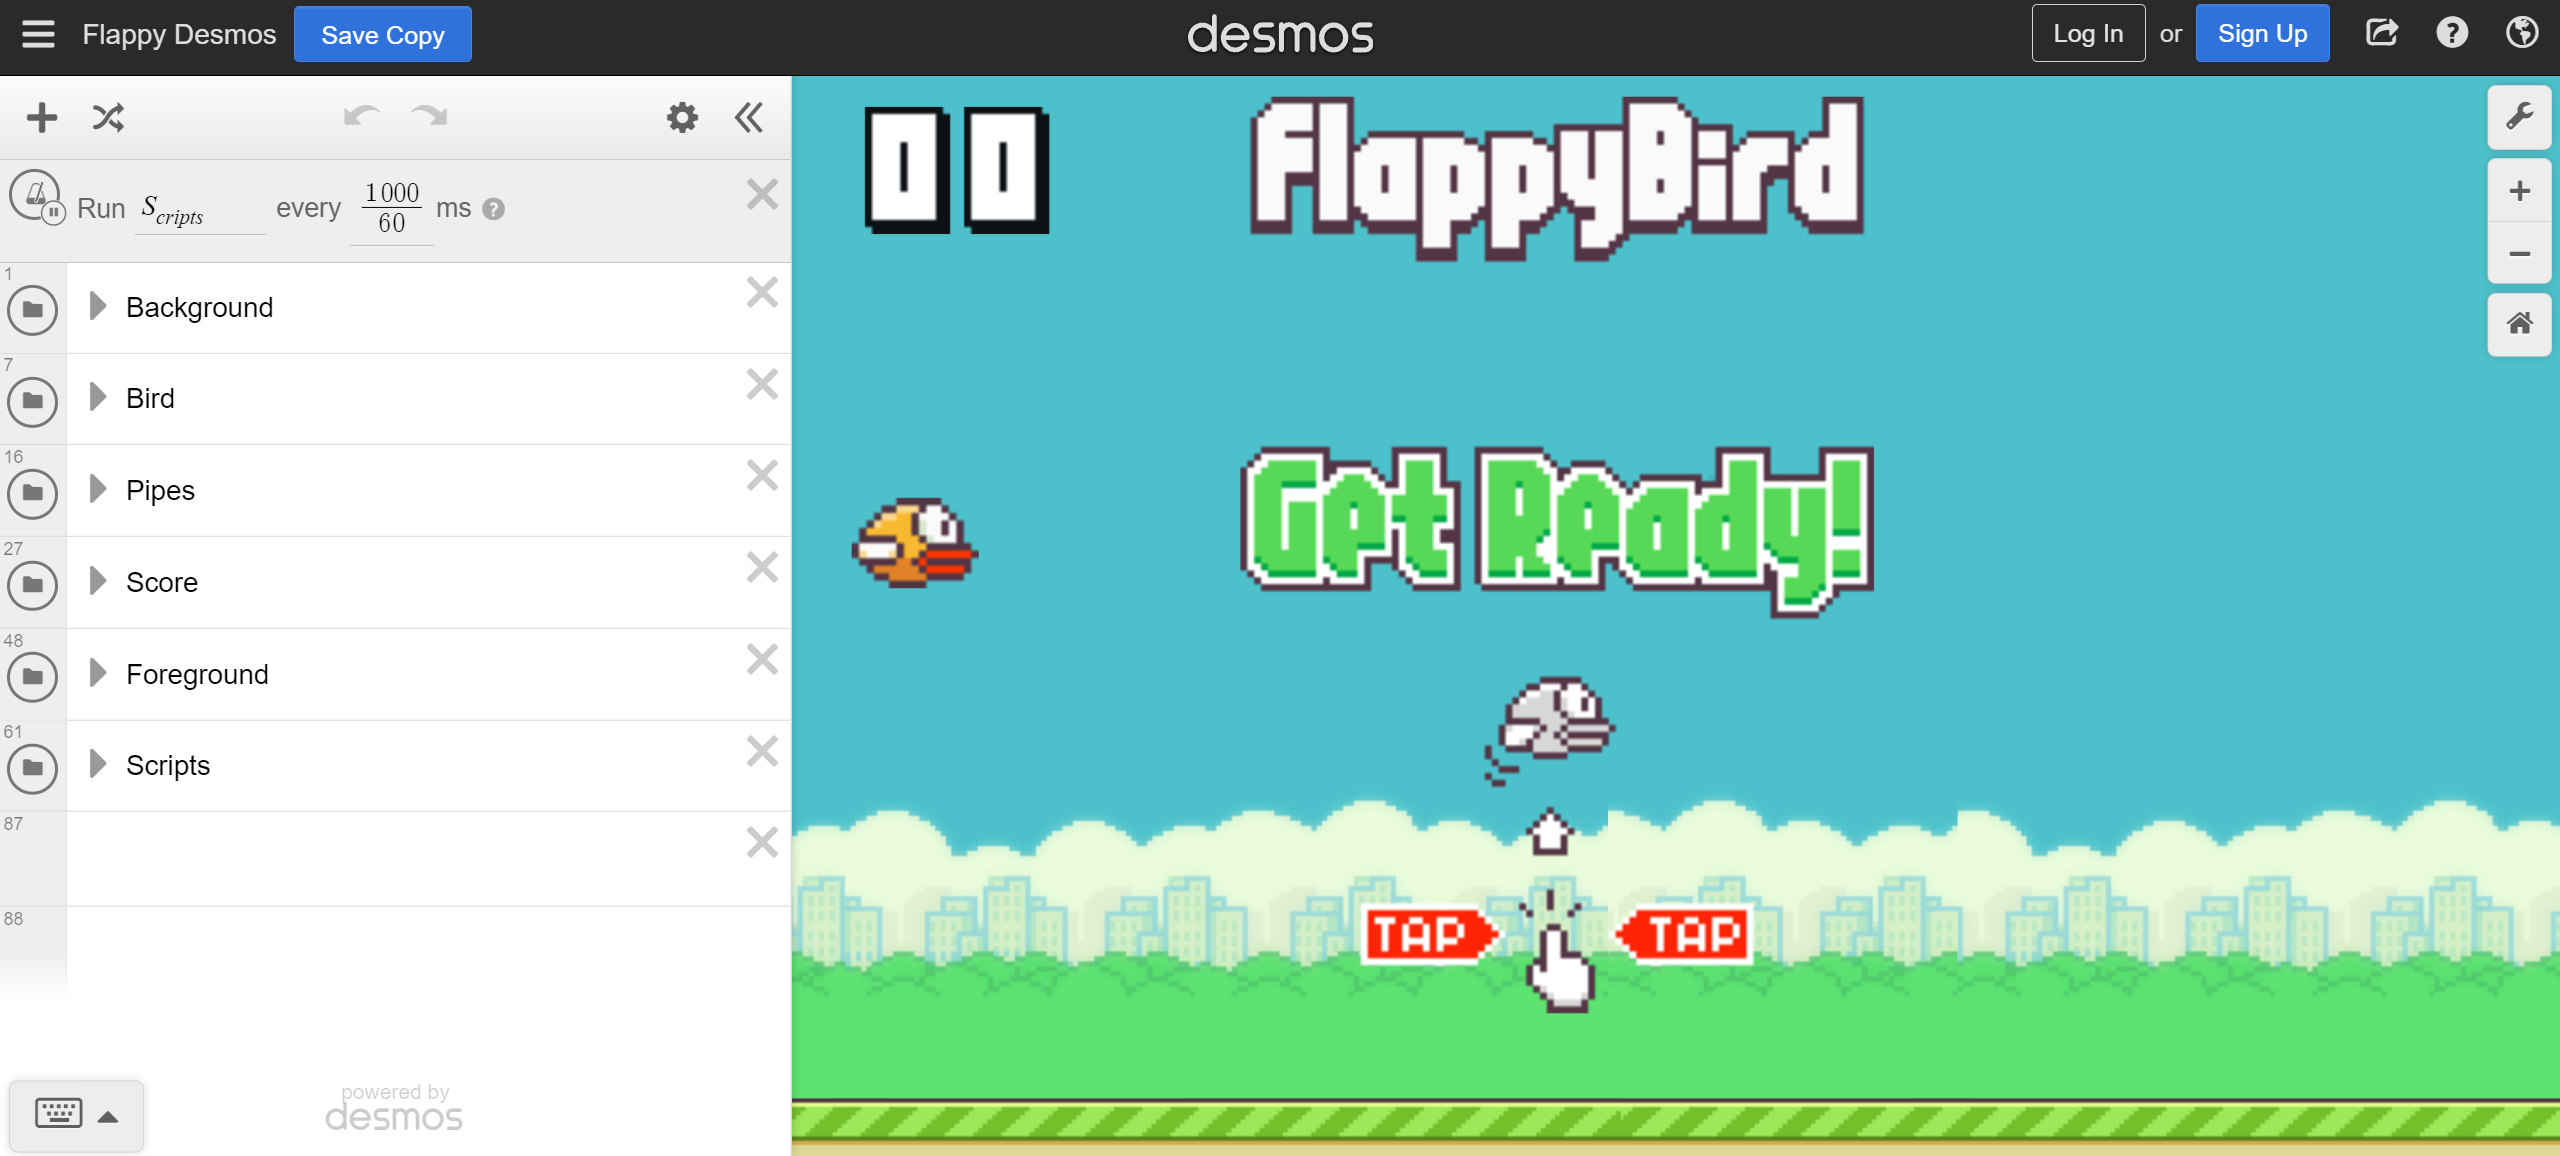 Flappy Desmos
Save Copy
desmos
Log In or Sign Up
Run Scripts every 1000/60 ms
1
Background
7
Bird
16
Pipes
27
Score
48
Foreground
61
Scripts
87
88
powered by
desmos
00
FlappyBird
Get Ready!
TAP
TAP